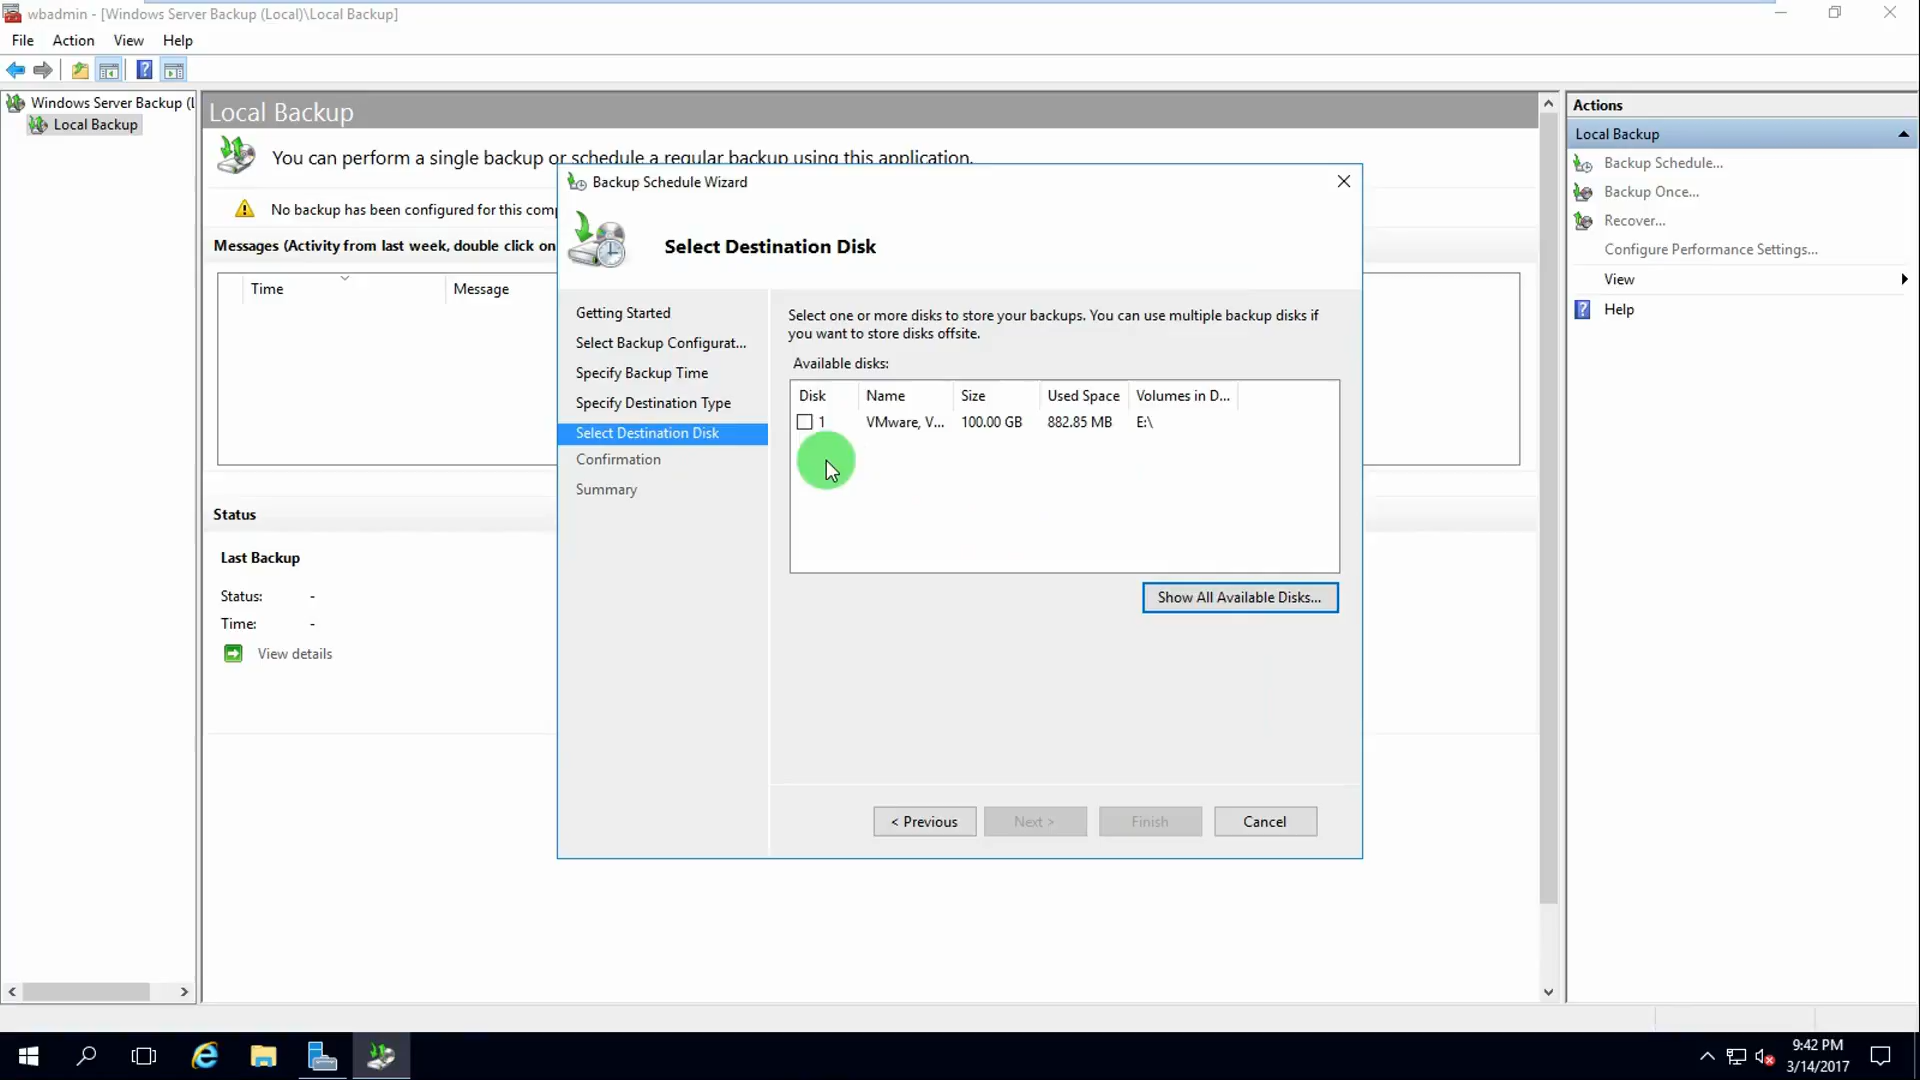 wbadmin - [Windows Server Backup (Local)\Local Backup]
File Action View Help
Windows Server Backup (L
Local Backup
Local Backup
You can perform a single backup or schedule a regular backup using this application.
No backup has been configured for this comp
Messages (Activity from last week, double click on
Time Message
Status
Last Backup
Status: -
Time: -
View details
Backup Schedule Wizard
Select Destination Disk
Getting Started
Select Backup Configurat...
Specify Backup Time
Specify Destination Type
Select Destination Disk
Confirmation
Summary
Select one or more disks to store your backups. You can use multiple backup disks if
you want to store disks offsite.
Available disks:
Disk Name Size Used Space Volumes in D...
1 VMware, V... 100.00 GB 882.85 MB E:\
Show All Available Disks...
< Previous Next > Finish Cancel
Actions
Local Backup
Backup Schedule...
Backup Once...
Recover...
Configure Performance Settings...
View
Help
9:42 PM
3/14/2017